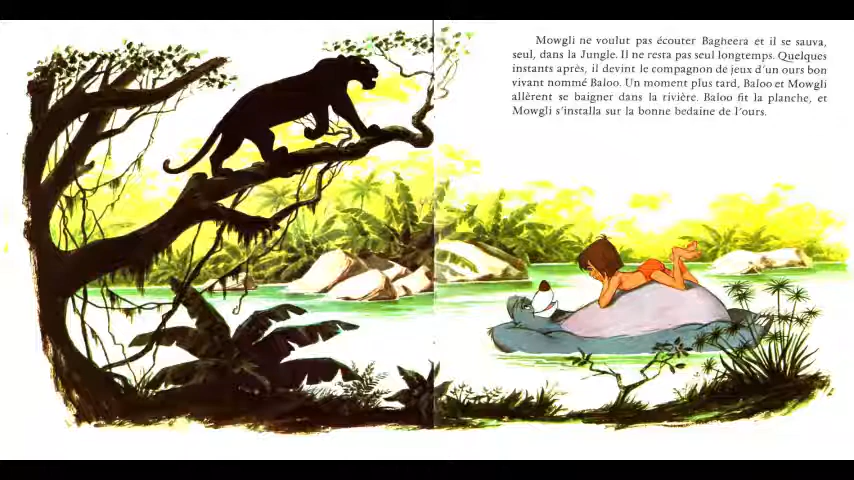 Mowgli ne voulut pas écouter Bagheera et il se sauva,
seul, dans la Jungle. Il ne resta pas seul longtemps. Quelques
instants après, il devint le compagnon de jeux d'un ours bon
vivant nommé Baloo. Un moment plus tard, Baloo et Mowgli
allèrent se baigner dans la rivière. Baloo fit la planche, et
Mowgli s'installa sur la bonne bedaine de l'ours.